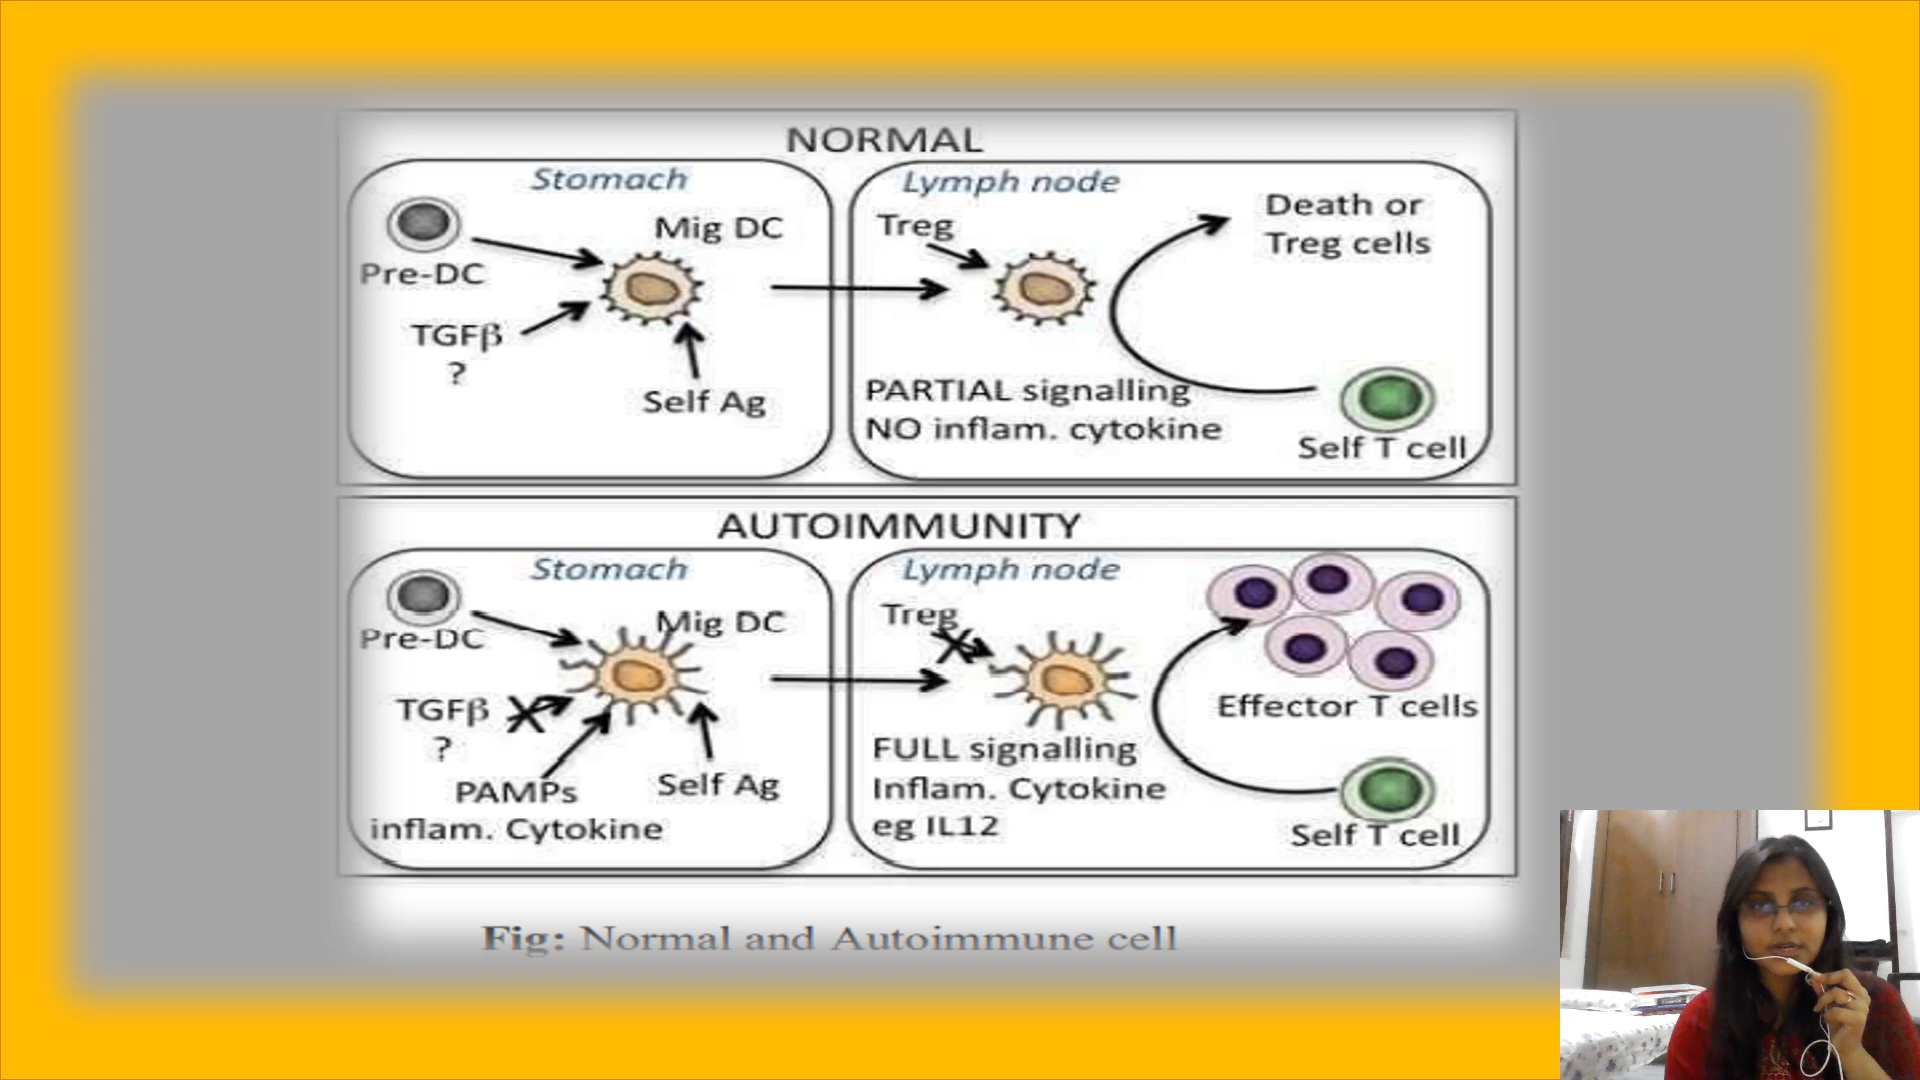 NORMAL
Stomach
Pre-DC
Mig DC
TGFβ
?
Self Ag
Lymph node
Treg
Death or
Treg cells
PARTIAL signalling
NO inflam. cytokine
Self T cell
AUTOIMMUNITY
Stomach
Pre-DC
Mig DC
TGFβ
?
PAMPs
inflam. Cytokine
Self Ag
Lymph node
Treg
Effector T cells
FULL signalling
Inflam. Cytokine
eg IL12
Self T cell
Fig: Normal and Autoimmune cell